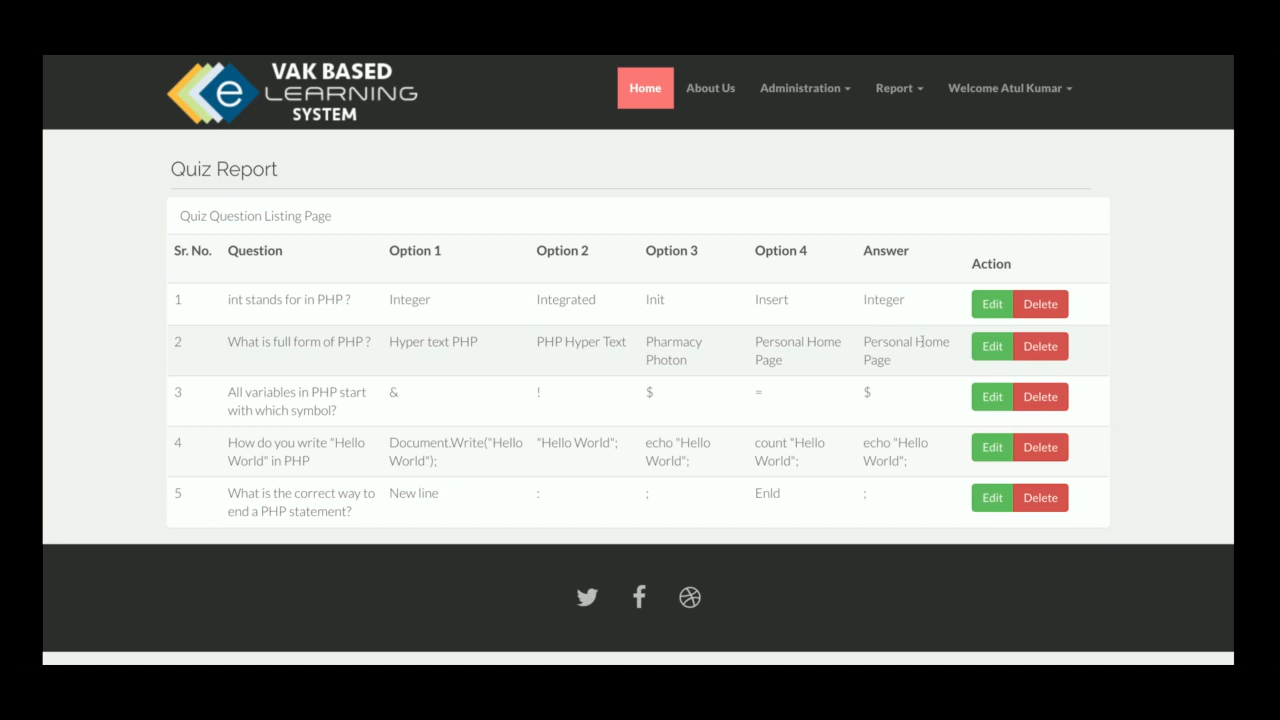 VAK BASED
e LEARNING
SYSTEM
Home About Us Administration Report Welcome Atul Kumar
Quiz Report
Quiz Question Listing Page
Sr. No. Question Option 1 Option 2 Option 3 Option 4 Answer Action
1 int stands for in PHP ? Integer Integrated Init Insert Integer Edit Delete
2 What is full form of PHP ? Hyper text PHP PHP Hyper Text Pharmacy Personal Home Personal Home Edit Delete
Photon Page Page
3 All variables in PHP start & ! $ = $ Edit Delete
with which symbol?
4 How do you write "Hello Document.Write("Hello "Hello World"; echo "Hello count "Hello echo "Hello Edit Delete
World" in PHP World"); World"; World"; World";
5 What is the correct way to New line : ; Enld ; Edit Delete
end a PHP statement?